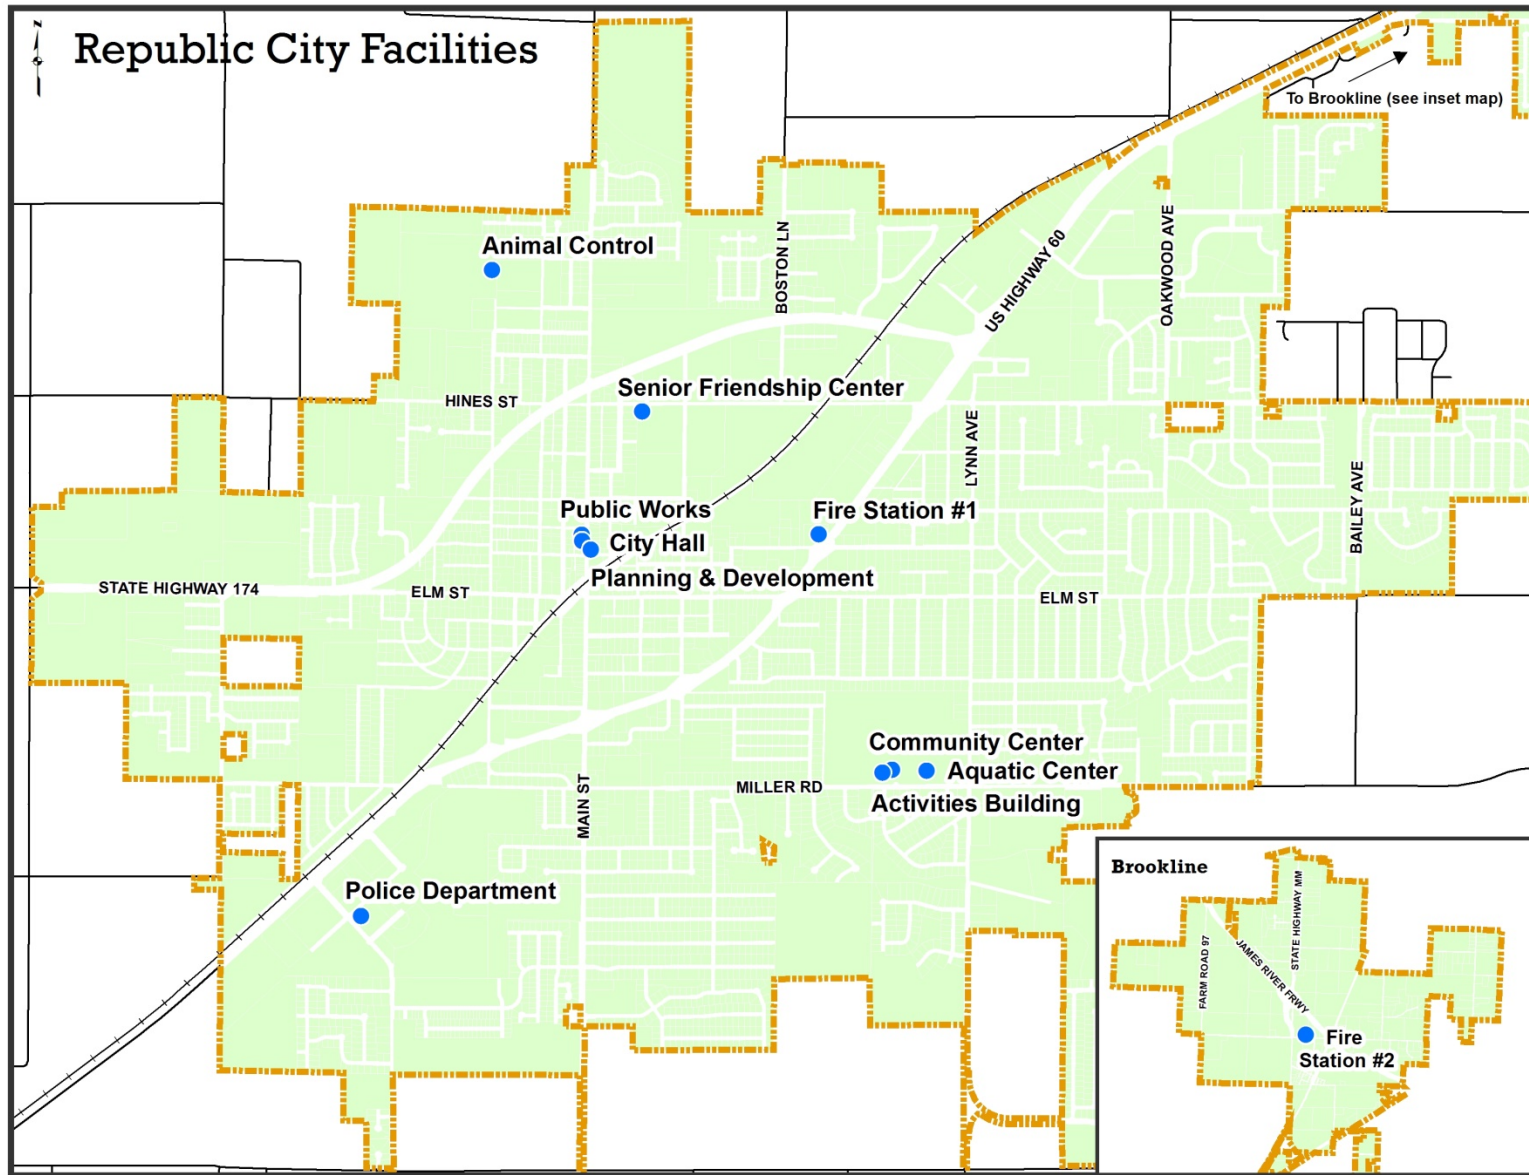 Z
Republic City Facilities
To Brookline (see inset map)
Animal Control
BOSTON LN
US HIGHWAY 60
OAKWOOD AVE
Senior Friendship Center
HINES ST
LYNN AVE
BAILEY AVE
Public Works
Fire Station #1
City Hall
Planning & Development
STATE HIGHWAY 174
ELM ST
ELM ST
Community Center
Aquatic Center
MILLER RD
Activities Building
MAIN ST
Police Department
Brookline
STATE HIGHWAY MM
FARM ROAD 97
JAMES RIVER FRWY
Fire
Station #2